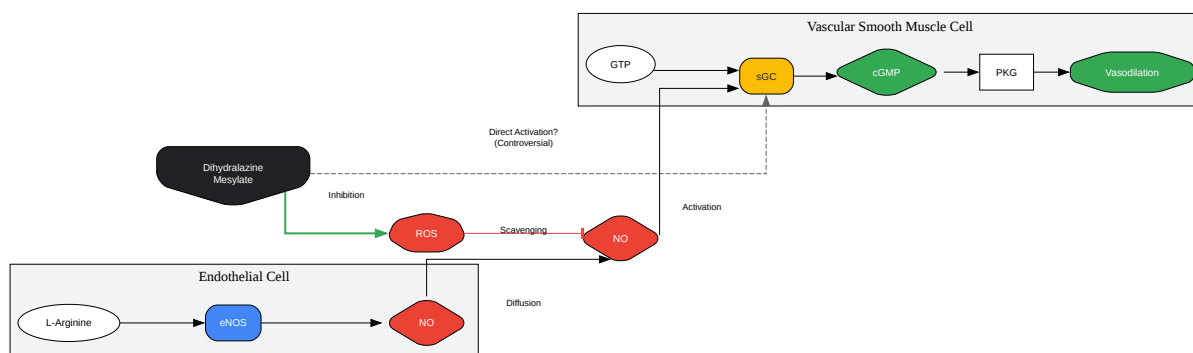 Vascular Smooth Muscle Cell
GTP
sGC
cGMP
PKG
Vasodilation
Direct Activation?
(Controversial)
Dihydralazine
Mesylate
Inhibition
Activation
ROS
Scavenging
NO
Endothelial Cell
Diffusion
L-Arginine
eNOS
NO